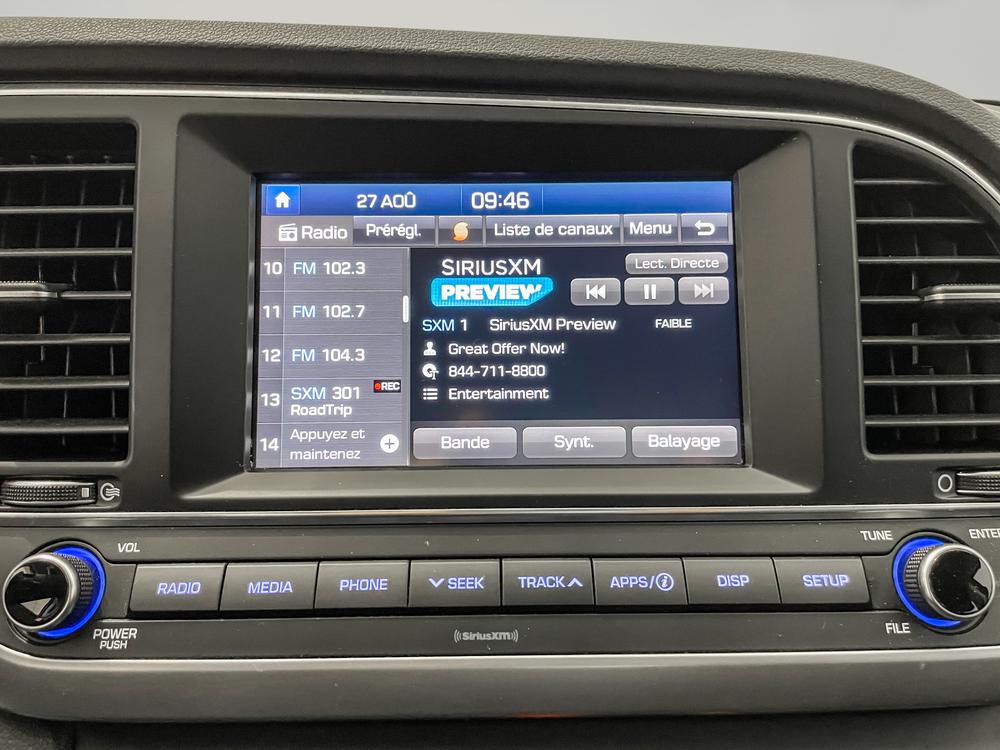 27 AOÛ 09:46
Radio Prérégl. Liste de canaux Menu
10 FM 102.3
11 FM 102.7
12 FM 104.3
13 SXM 301 REC
RoadTrip
14 Appuyez et
maintenez
SIRIUSXM
PREVIEW
Lect. Directe
SXM 1 SiriusXM Preview FAIBLE
Great Offer Now!
844-711-8800
Entertainment
Bande Synt. Balayage
VOL
TUNE
ENTER
RADIO MEDIA PHONE SEEK TRACK APPS/i DISP SETUP
POWER
PUSH
((SiriusXM))
FILE